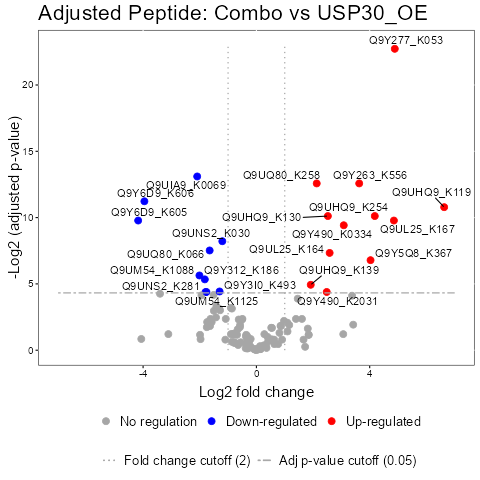 Adjusted Peptide: Combo vs USP30_OE
-Log2 (adjusted p-value)
20
15
10
5
0
Q9Y277_K053
Q9UQ80_K258
Q9Y263_K556
Q9UIA9_K0069
Q9Y6D9_K606
Q9UHQ9_K119
Q9Y6D9_K605
Q9UHQ9_K254
Q9UHQ9_K130
Q9UL25_K167
Q9UNS2_K030
Q9Y490_K0334
Q9UQ80_K066
Q9UL25_K164
Q9Y5Q8_K367
Q9UM54_K1088
Q9Y312_K186
Q9UHQ9_K139
Q9UNS2_K281
Q9Y3I0_K493
Q9UM54_K1125
Q9Y490_K2031
-4
0
4
Log2 fold change
No regulation
Down-regulated
Up-regulated
Fold change cutoff (2)
Adj p-value cutoff (0.05)